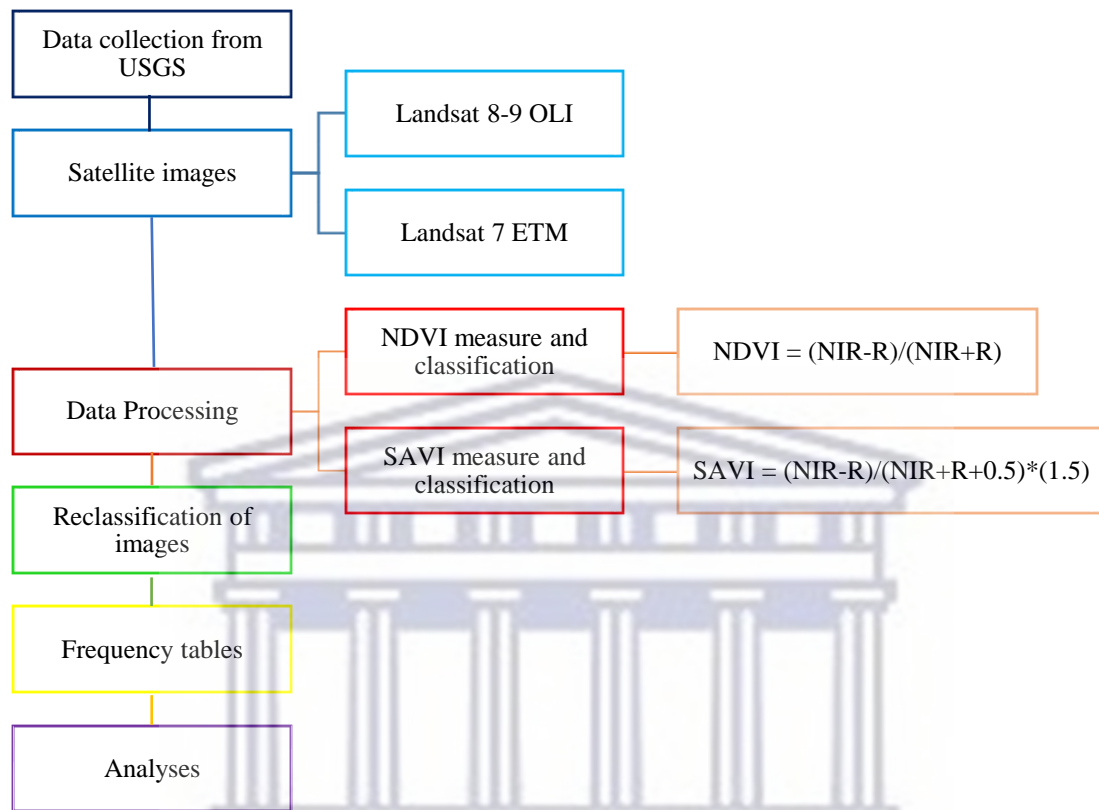 Data collection from
USGS
Satellite images
Landsat 8-9 OLI
Landsat 7 ETM
Data Processing
NDVI measure and
classification
NDVI = (NIR-R)/(NIR+R)
SAVI measure and
classification
SAVI = (NIR-R)/(NIR+R+0.5)*(1.5)
Reclassification of
images
Frequency tables
Analyses